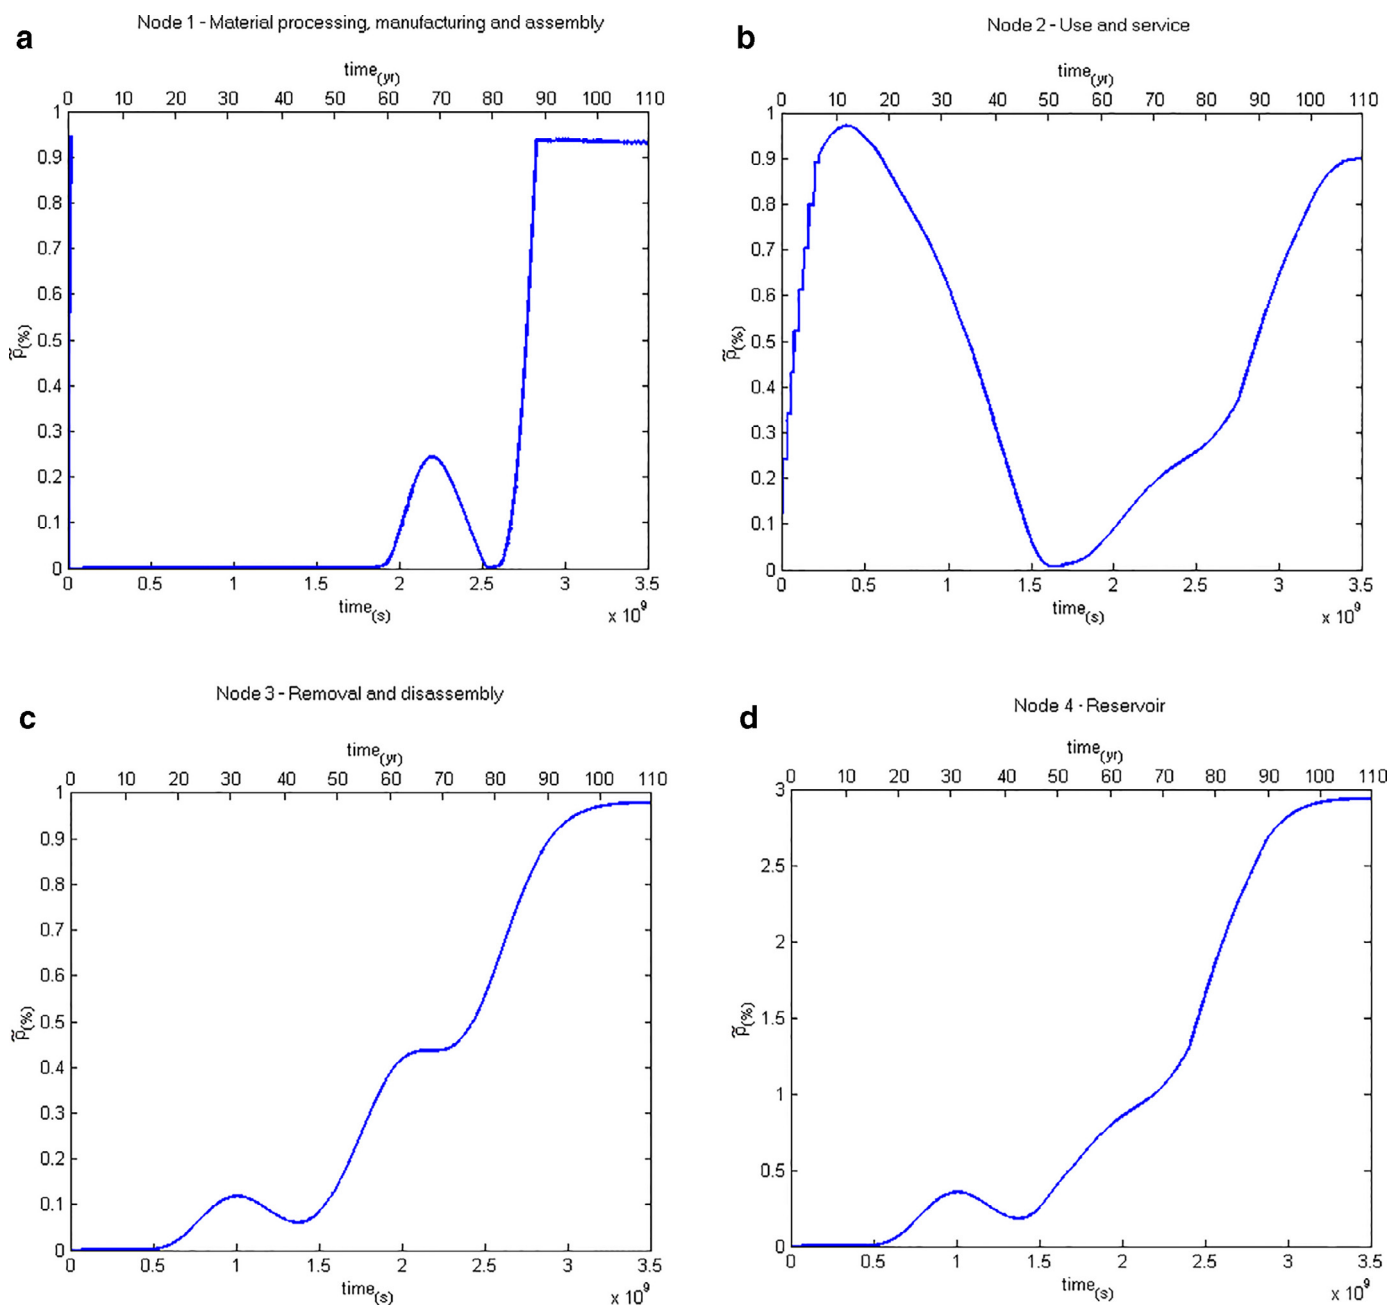 a
Node 1 - Material processing, manufacturing and assembly
time(yr)
0 10 20 30 40 50 60 70 80 90 100 110
1
0.9
0.8
0.7
0.6
0.5
0.4
0.3
0.2
0.1
0
ρ̃(%)
0 0.5 1 1.5 2 2.5 3 3.5
time(s)
x 10⁹
b
Node 2 - Use and service
time(yr)
0 10 20 30 40 50 60 70 80 90 100 110
1
0.9
0.8
0.7
0.6
0.5
0.4
0.3
0.2
0.1
0
ρ̃(%)
0 0.5 1 1.5 2 2.5 3 3.5
time(s)
x 10⁹
c
Node 3 - Removal and disassembly
time(yr)
0 10 20 30 40 50 60 70 80 90 100 110
1
0.9
0.8
0.7
0.6
0.5
0.4
0.3
0.2
0.1
0
ρ̃(%)
0 0.5 1 1.5 2 2.5 3 3.5
time(s)
x 10⁹
d
Node 4 - Reservoir
time(yr)
0 10 20 30 40 50 60 70 80 90 100 110
3
2.5
2
1.5
1
0.5
0
ρ̃(%)
0 0.5 1 1.5 2 2.5 3 3.5
time(s)
x 10⁹